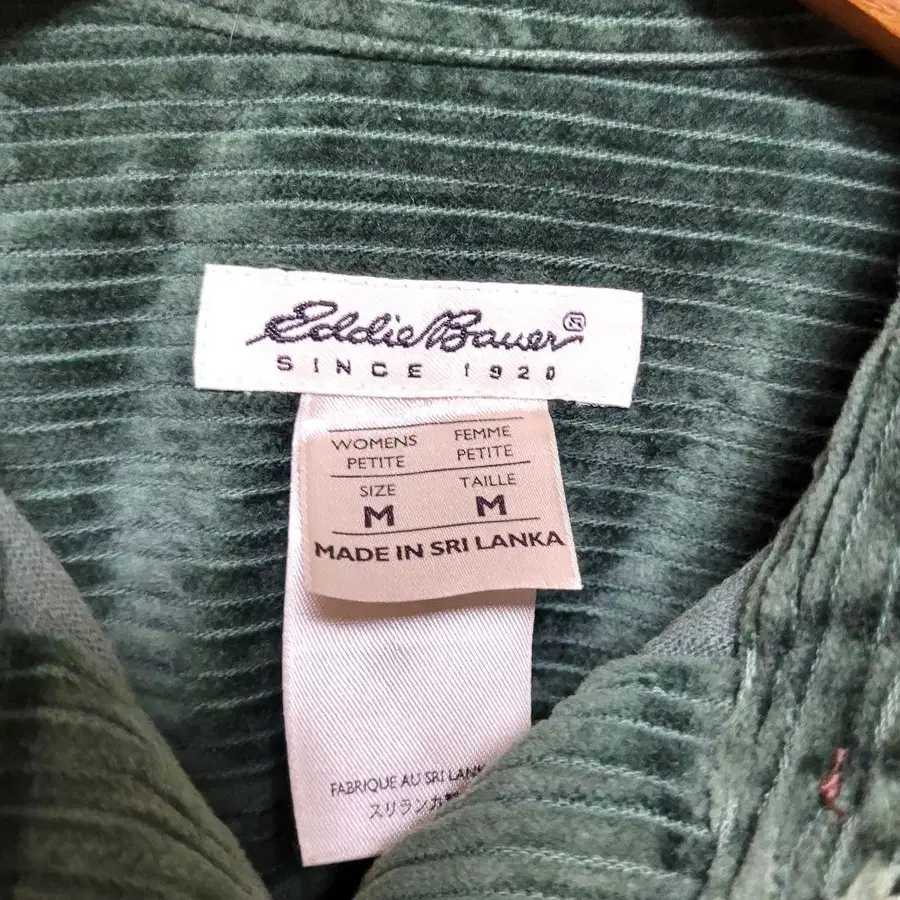 Eddie Bauer®
SINCE 1920
WOMENS FEMME
PETITE PETITE
SIZE TAILLE
M M
MADE IN SRI LANKA
FABRIQUE AU SRI
スリランカ